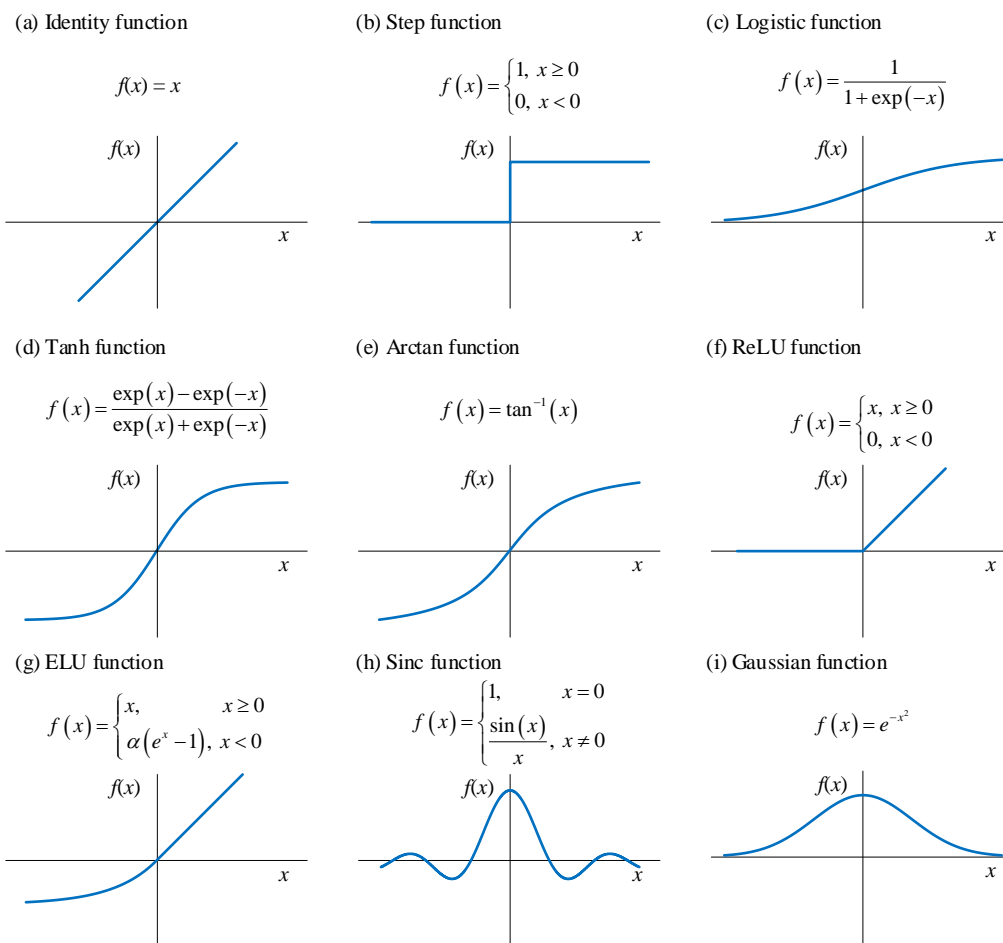 (a) Identity function
f(x) = x
f(x)
x
(b) Step function
f(x) = {1, x ≥ 0
0, x < 0
f(x)
x
(c) Logistic function
f(x) = 1 / (1 + exp(−x))
f(x)
x
(d) Tanh function
f(x) = (exp(x) − exp(−x)) / (exp(x) + exp(−x))
f(x)
x
(e) Arctan function
f(x) = tan⁻¹(x)
f(x)
x
(f) ReLU function
f(x) = {x, x ≥ 0
0, x < 0
f(x)
x
(g) ELU function
f(x) = {x, x ≥ 0
α(eˣ − 1), x < 0
f(x)
x
(h) Sinc function
f(x) = {1, x = 0
sin(x) / x, x ≠ 0
f(x)
x
(i) Gaussian function
f(x) = e^{−x²}
f(x)
x